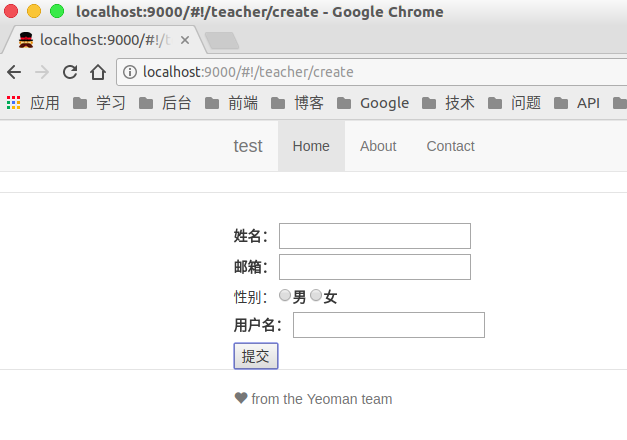 localhost:9000/#!/teacher/create - Google Chrome
localhost:9000/#!/t
localhost:9000/#!/teacher/create
应用 学习 后台 前端 博客 Google 技术 问题 API
test Home About Contact
姓名：
邮箱：
性别： 男 女
用户名：
提交
from the Yeoman team